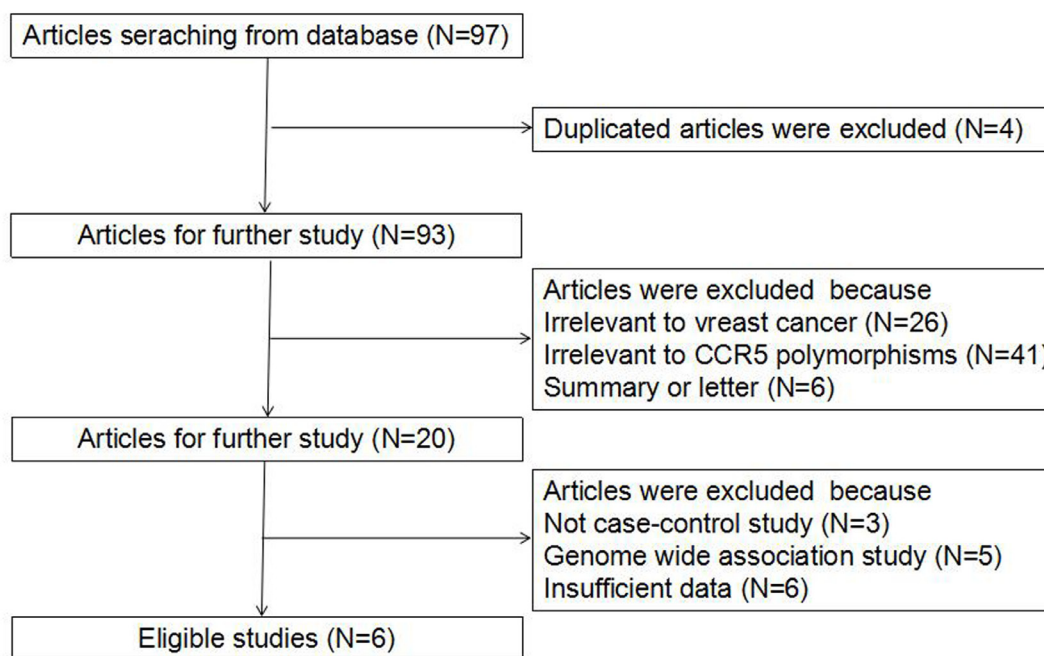 Articles seraching from database (N=97)
Duplicated articles were excluded (N=4)
Articles for further study (N=93)
Articles were excluded because
Irrelevant to vreast cancer (N=26)
Irrelevant to CCR5 polymorphisms (N=41)
Summary or letter (N=6)
Articles for further study (N=20)
Articles were excluded because
Not case-control study (N=3)
Genome wide association study (N=5)
Insufficient data (N=6)
Eligible studies (N=6)